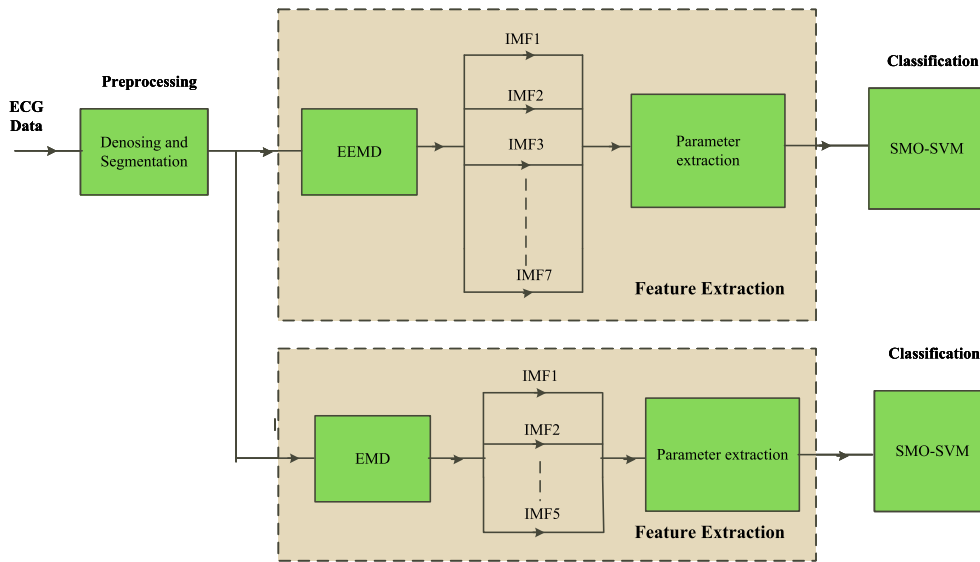 ECG
Data
Preprocessing
Denosing and
Segmentation
EEMD
IMF1
IMF2
IMF3
IMF7
Parameter
extraction
Feature Extraction
Classification
SMO-SVM
EMD
IMF1
IMF2
IMF5
Parameter extraction
Feature Extraction
Classification
SMO-SVM